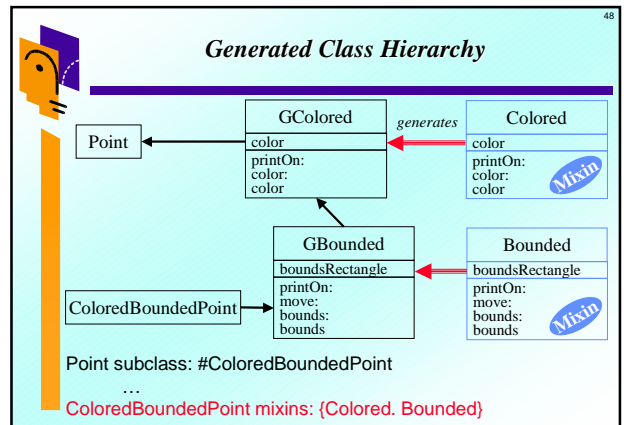 48
Generated Class Hierarchy
GColored
color
printOn:
color:
color
generates
Colored
color
printOn:
color:
color
Mixin
Point
GBounded
boundsRectangle
printOn:
move:
bounds:
bounds
Bounded
boundsRectangle
printOn:
move:
bounds:
bounds
Mixin
ColoredBoundedPoint
Point subclass: #ColoredBoundedPoint
…
ColoredBoundedPoint mixins: {Colored. Bounded}